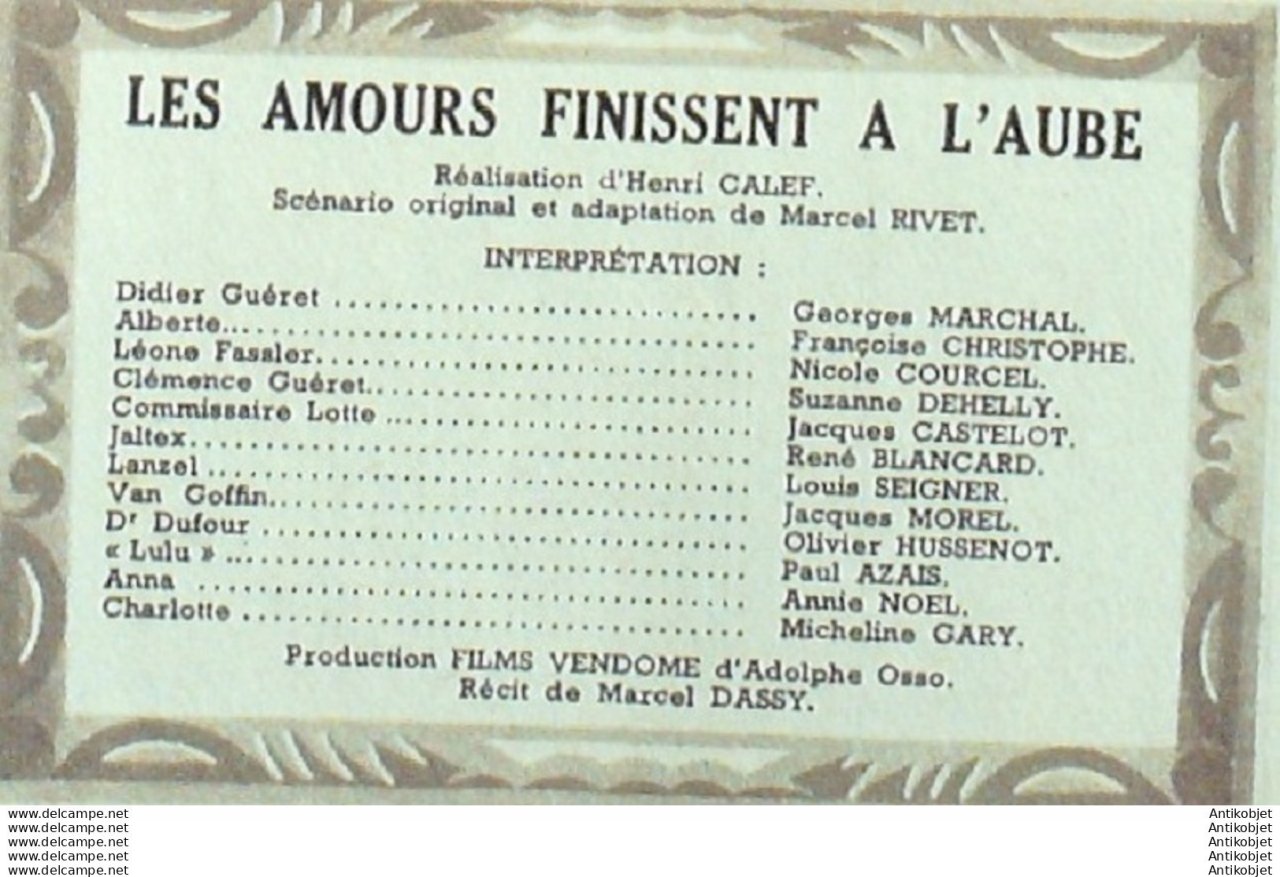 LES AMOURS FINISSENT A L'AUBE
Réalisation d'Henri CALEF.
Scénario original et adaptation de Marcel RIVET.
INTERPRÉTATION :
Didier Guéret ........ Georges MARCHAL.
Alberte........ Françoise CHRISTOPHE.
Léone Fassler........ Nicole COURCEL.
Clémence Guéret........ Suzanne DEHELLY.
Commissaire Lotte ........ Jacques CASTELOT.
Jaltex........ René BLANCARD.
Lanzel ........ Louis SEIGNER.
Van Goffin........ Jacques MOREL.
Dr Dufour ........ Olivier HUSSENOT.
« Lulu » ........ Paul AZAIS.
Anna ........ Annie NOEL.
Charlotte ........ Micheline GARY.
Production FILMS VENDOME d'Adolphe Osso.
Récit de Marcel DASSY.
www.delcampe.net Antikobjet
www.delcampe.net Antikobjet
www.delcampe.net Antikobjet
www.delcampe.net Antikobjet
www.delcampe.net Antikobjet